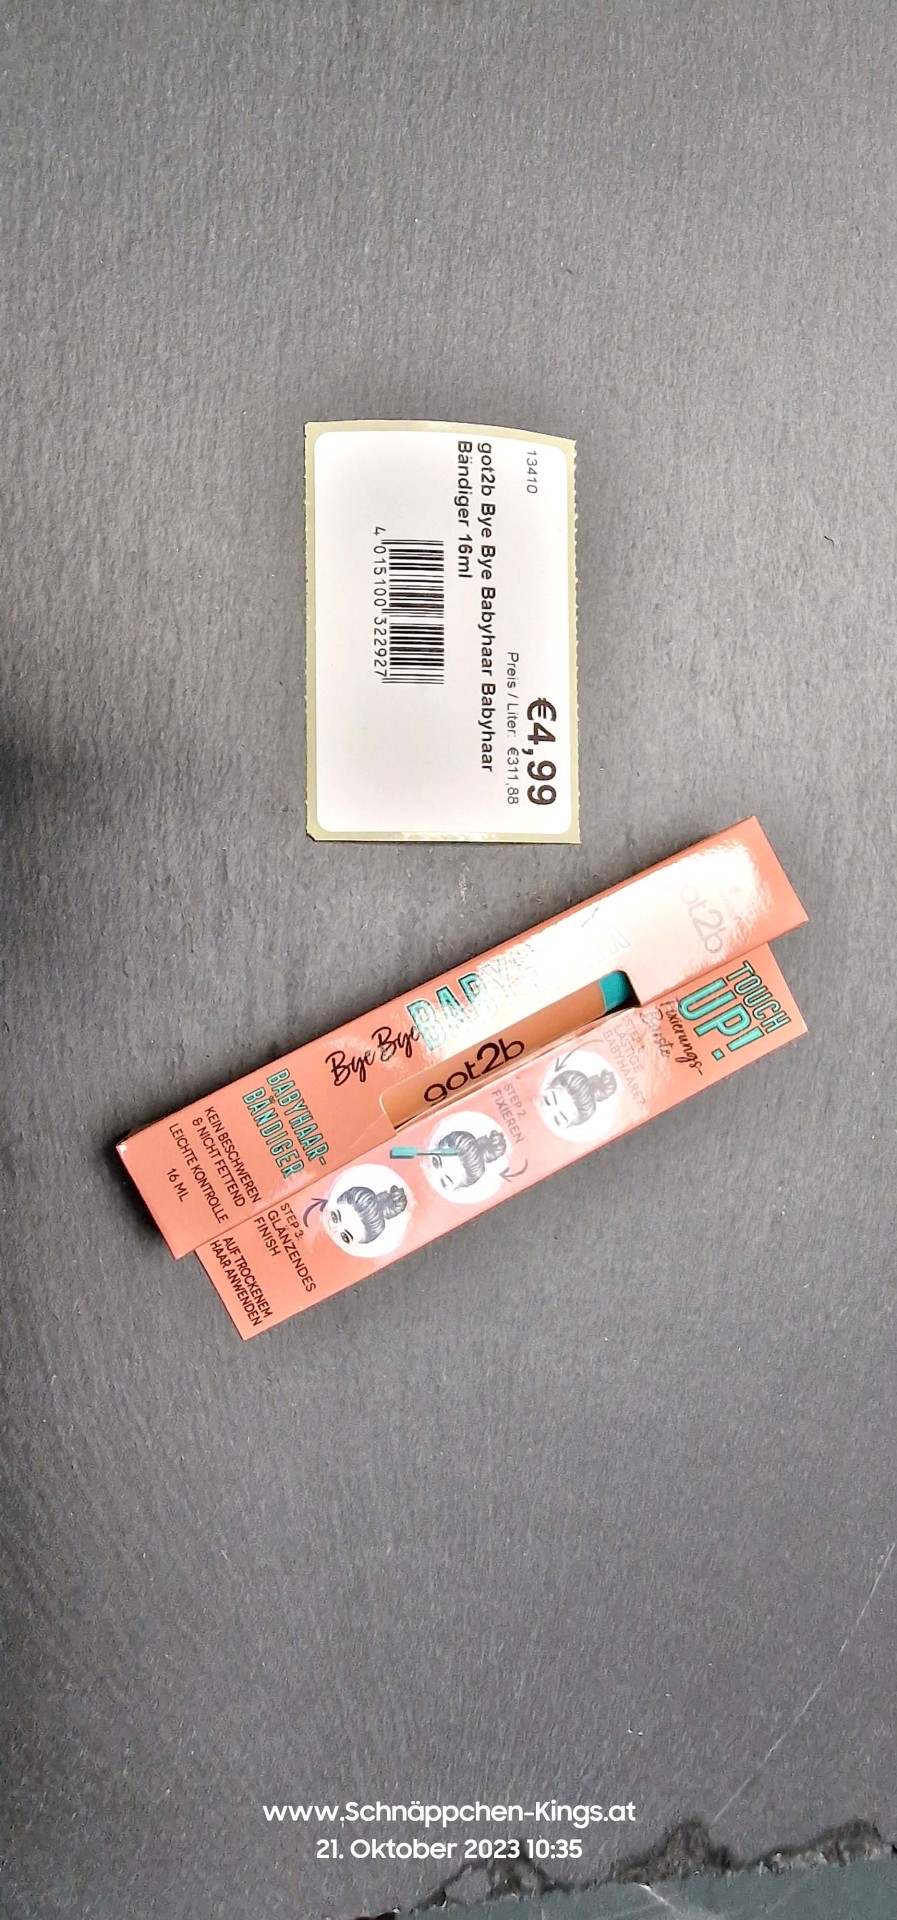 13410
€4,99
Preis / Liter: €311,88
got2b Bye Bye Babyhaar Babyhaar
Bändiger 16ml
4 015100 322927
got2b
Bye Bye
BABY
BABYHAAR-
BÄNDIGER
KEIN BESCHWEREN
& NICHT FETTEND
LEICHTE KONTROLLE
16 ML
got2b
TOUCH
UP!
Fixierungs-
Bürste
LÄSTIGE
BABYHAARE?
STEP 2:
FIXIEREN
STEP 3:
GLÄNZENDES
FINISH
AUF TROCKENEM
HAAR ANWENDEN
www.Schnäppchen-Kings.at
21. Oktober 2023 10:35